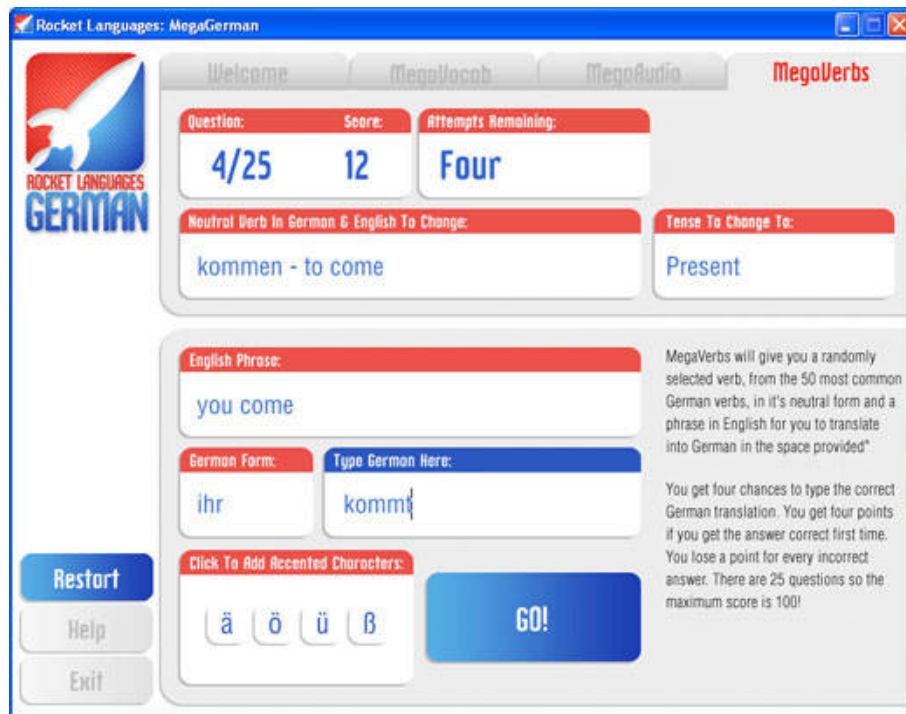 Rocket Languages: MegaGerman
ROCKET LANGUAGES
GERMAN
Welcome
MegaVocab
MegaAudio
MegaVerbs
Question:
Score:
4/25
12
Attempts Remaining:
Four
Neutral Verb In German & English To Change:
kommen - to come
Tense To Change To:
Present
English Phrase:
you come
German Form:
ihr
Type German Here:
kommt
Click To Add Accented Characters:
ä ö ü ß
GO!
MegaVerbs will give you a randomly
selected verb, from the 50 most common
German verbs, in it's neutral form and a
phrase in English for you to translate
into German in the space provided"
You get four chances to type the correct
German translation. You get four points
if you get the answer correct first time.
You lose a point for every incorrect
answer. There are 25 questions so the
maximum score is 100!
Restart
Help
Exit